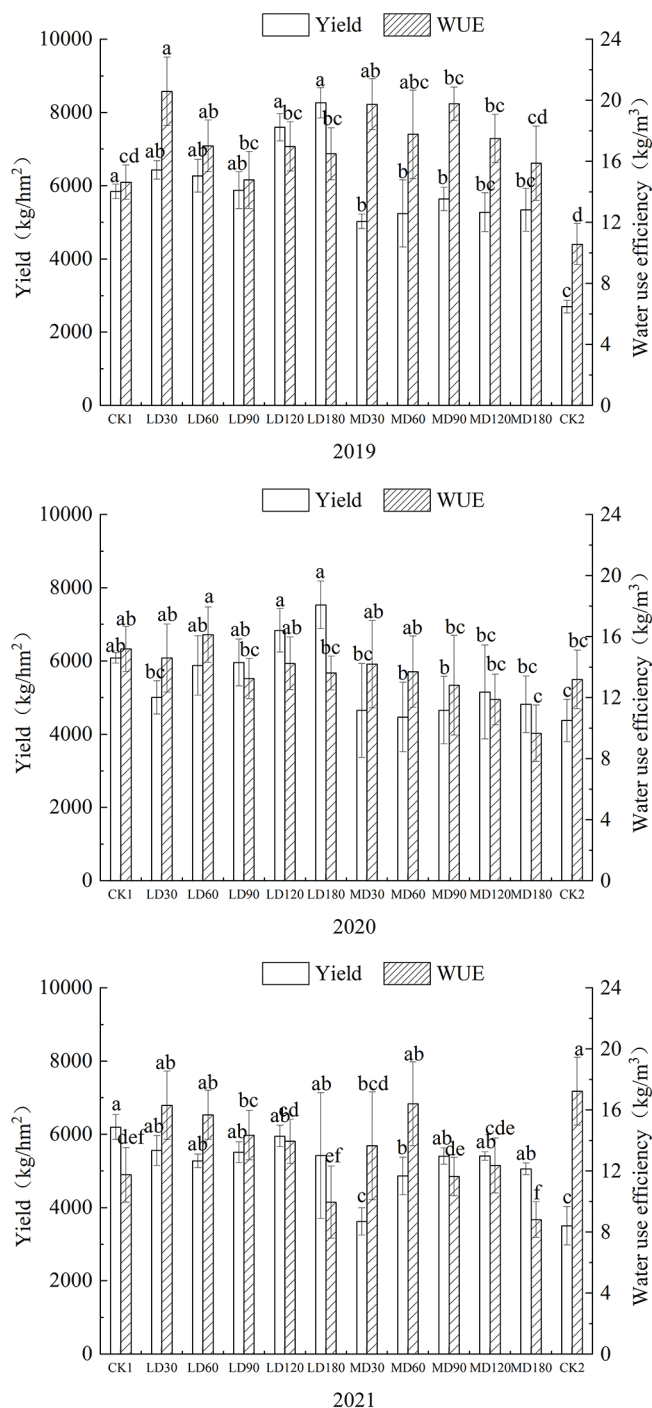 Yield WUE
10000
8000
6000
4000
2000
0
Yield（kg/hm²）
a cd ab a ab ab ab bc a bc a bc b ab b abc b bc b bc b cd c d
24
20
16
12
8
4
0
Water use efficiency (kg/m³)
CK1 LD30 LD60 LD90 LD120 LD180 MD30 MD60 MD90 MD120 MD180 CK2
2019
Yield WUE
10000
8000
6000
4000
2000
0
Yield（kg/hm²）
ab ab bc ab ab a ab bc a ab a bc bc ab b ab b bc bc bc bc c c bc
24
20
16
12
8
4
0
Water use efficiency (kg/m³)
CK1 LD30 LD60 LD90 LD120 LD180 MD30 MD60 MD90 MD120 MD180 CK2
2020
Yield WUE
10000
8000
6000
4000
2000
0
Yield（kg/hm²）
a def ab ab ab ab ab bc ab cd ab ef c bcd b ab ab de ab cde ab f c a
24
20
16
12
8
4
0
Water use efficiency (kg/m³)
CK1 LD30 LD60 LD90 LD120 LD180 MD30 MD60 MD90 MD120 MD180 CK2
2021